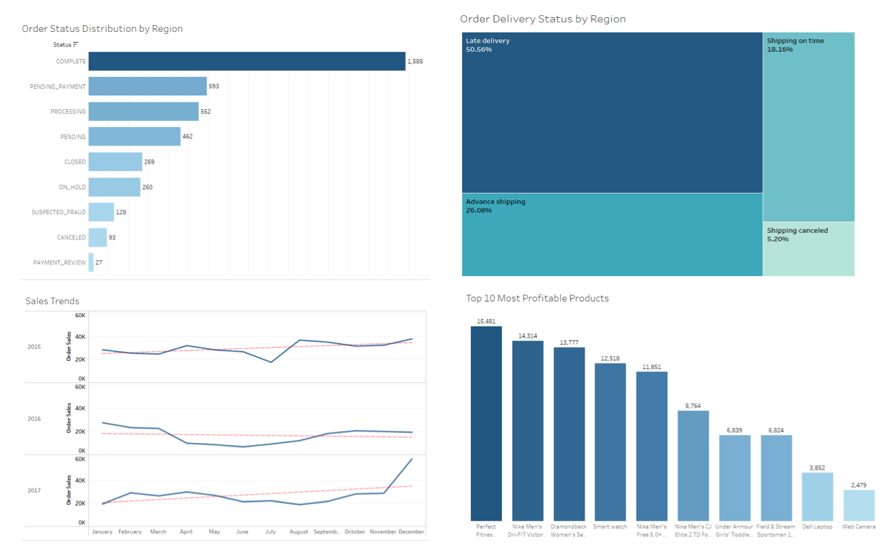 Order Status Distribution by Region
Status
COMPLETE 1,585
PENDING_PAYMENT 593
PROCESSING 552
PENDING 462
CLOSED 269
ON_HOLD 260
SUSPECTED_FRAUD 128
CANCELED 93
PAYMENT_REVIEW 27
Order Delivery Status by Region
Late delivery
50.56%
Shipping on time
18.16%
Advance shipping
26.08%
Shipping canceled
5.20%
Sales Trends
2015
Order Sales
60K
40K
20K
0K
2016
Order Sales
60K
40K
20K
0K
2017
Order Sales
60K
40K
20K
0K
January February March April May June July August Septemb.. October November December
Top 10 Most Profitable Products
15,481
14,314
13,777
12,518
11,851
8,764
6,839
6,824
3,852
2,479
Perfect
Fitnes..
Nike Men's
Dri-FIT Victor..
Diamondback
Women's Se..
Smart watch
Nike Men's
Free 5.0+ ..
Nike Men's CJ
Elite 2 TD Fo..
Under Armour
Girls' Toddle..
Field & Stream
Sportsman 1..
Dell Laptop
Web Camera